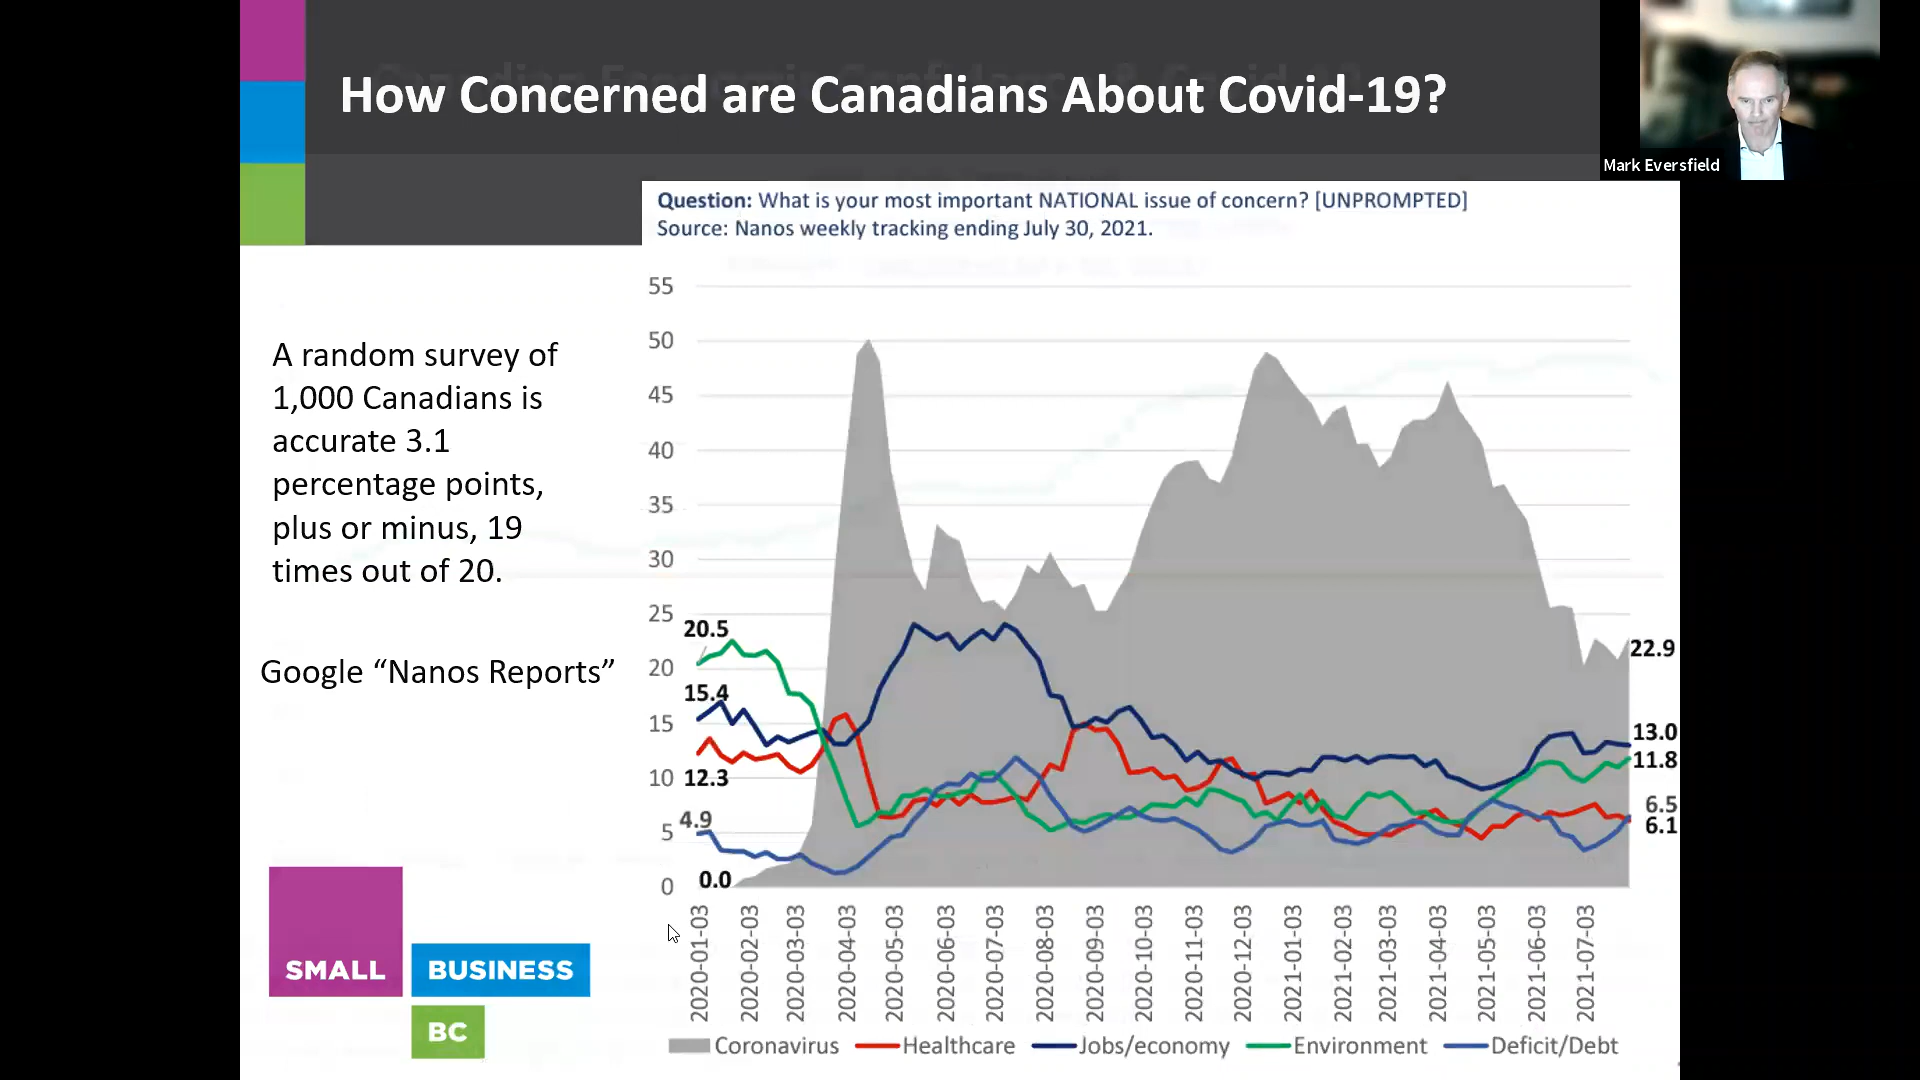 How Concerned are Canadians About Covid-19?
Mark Eversfield
Question: What is your most important NATIONAL issue of concern? [UNPROMPTED]
Source: Nanos weekly tracking ending July 30, 2021.
A random survey of
1,000 Canadians is
accurate 3.1
percentage points,
plus or minus, 19
times out of 20.
Google “Nanos Reports”
55
50
45
40
35
30
25
20
15
10
5
0
20.5
15.4
12.3
4.9
0.0
22.9
13.0
11.8
6.5
6.1
2020-01-03
2020-02-03
2020-03-03
2020-04-03
2020-05-03
2020-06-03
2020-07-03
2020-08-03
2020-09-03
2020-10-03
2020-11-03
2020-12-03
2021-01-03
2021-02-03
2021-03-03
2021-04-03
2021-05-03
2021-06-03
2021-07-03
Coronavirus
Healthcare
Jobs/economy
Environment
Deficit/Debt
SMALL
BUSINESS
BC